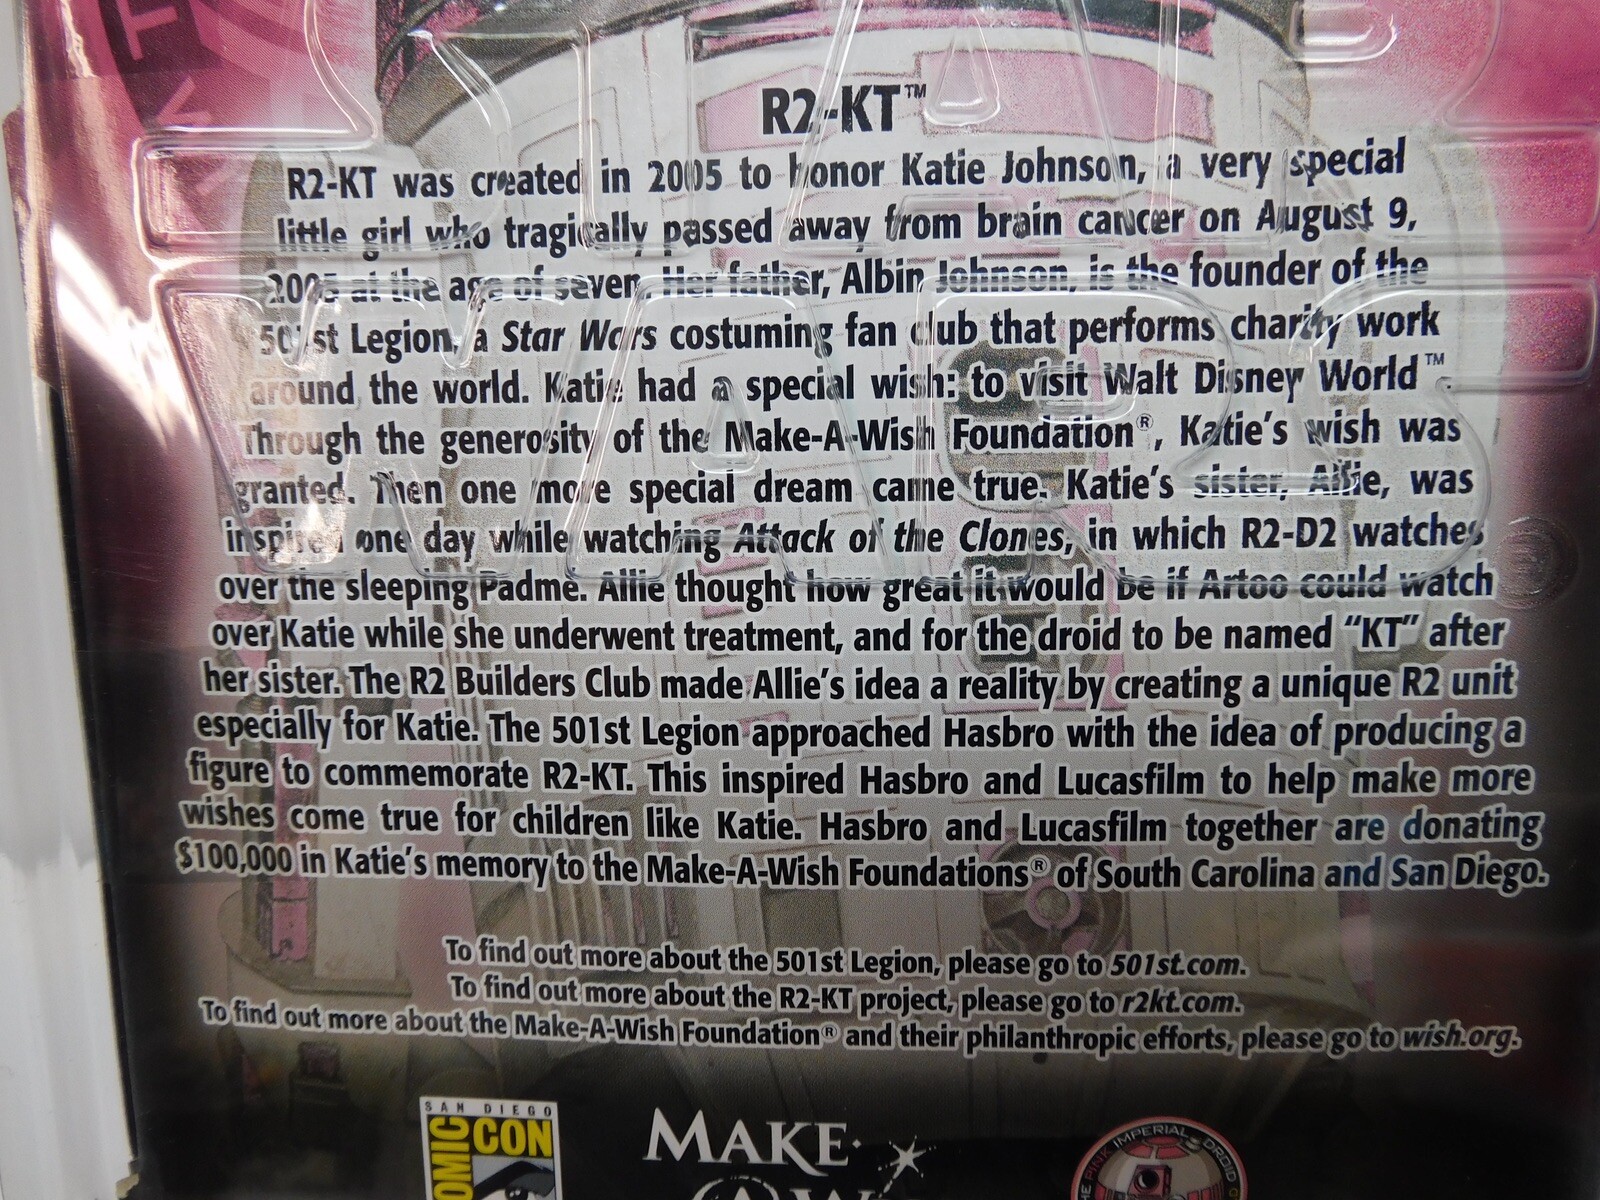 R2-KT™
R2-KT was created in 2005 to honor Katie Johnson, a very special
little girl who tragically passed away from brain cancer on August 9,
2005 at the age of seven. Her father, Albin Johnson, is the founder of the
501st Legion, a Star Wars costuming fan club that performs charity work
around the world. Katie had a special wish: to visit Walt Disney World™.
Through the generosity of the Make-A-Wish Foundation®, Katie's wish was
granted. Then one more special dream came true. Katie's sister, Allie, was
inspired one day while watching Attack of the Clones, in which R2-D2 watches
over the sleeping Padmé. Allie thought how great it would be if Artoo could watch
over Katie while she underwent treatment, and for the droid to be named “KT” after
her sister. The R2 Builders Club made Allie's idea a reality by creating a unique R2 unit
especially for Katie. The 501st Legion approached Hasbro with the idea of producing a
figure to commemorate R2-KT. This inspired Hasbro and Lucasfilm to help make more
wishes come true for children like Katie. Hasbro and Lucasfilm together are donating
$100,000 in Katie's memory to the Make-A-Wish Foundations® of South Carolina and San Diego.
To find out more about the 501st Legion, please go to 501st.com.
To find out more about the R2-KT project, please go to r2kt.com.
To find out more about the Make-A-Wish Foundation® and their philanthropic efforts, please go to wish.org.
SAN DIEGO
COMIC CON
MAKE·
PINK IMPERIAL DROID
STAR
WARS